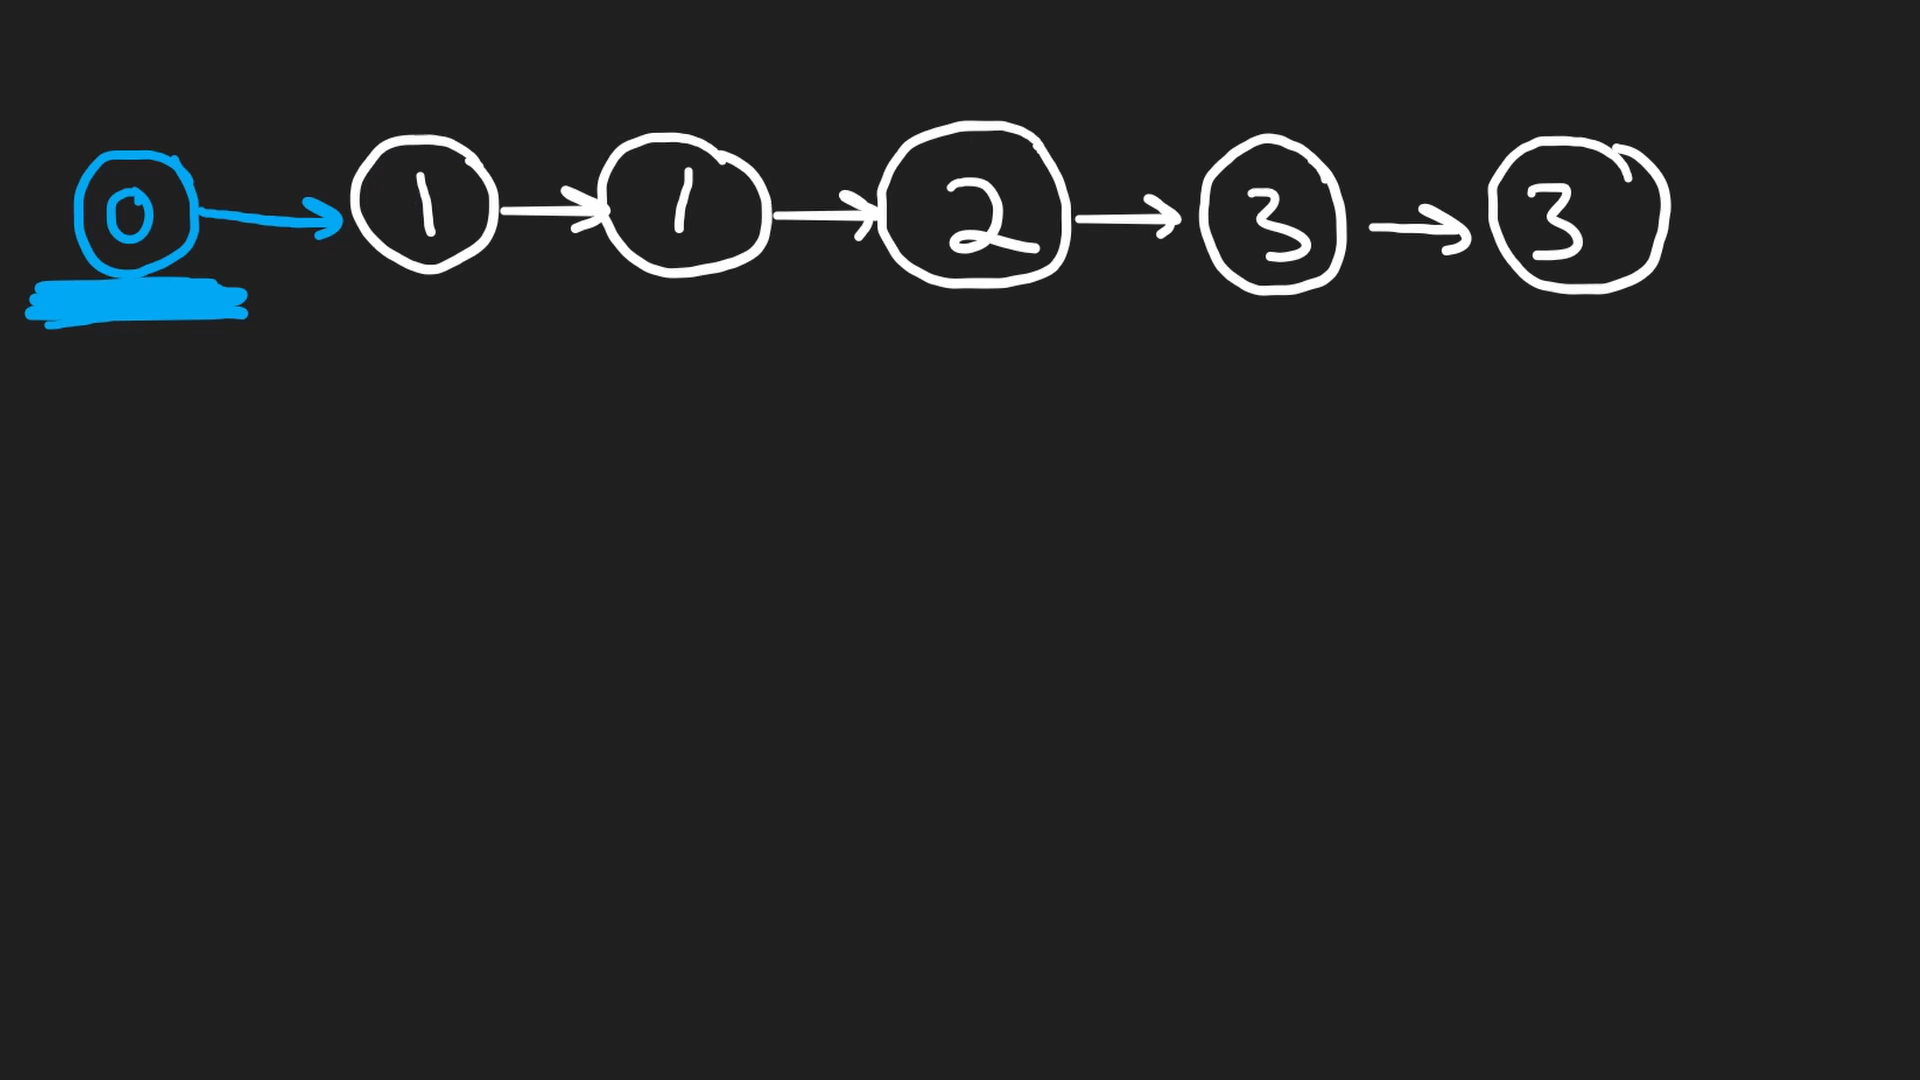 0 → 1 → 1 → 2 → 3 → 3